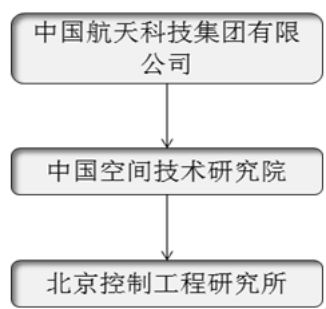 中国航天科技集团有限
公司
中国空间技术研究院
北京控制工程研究所